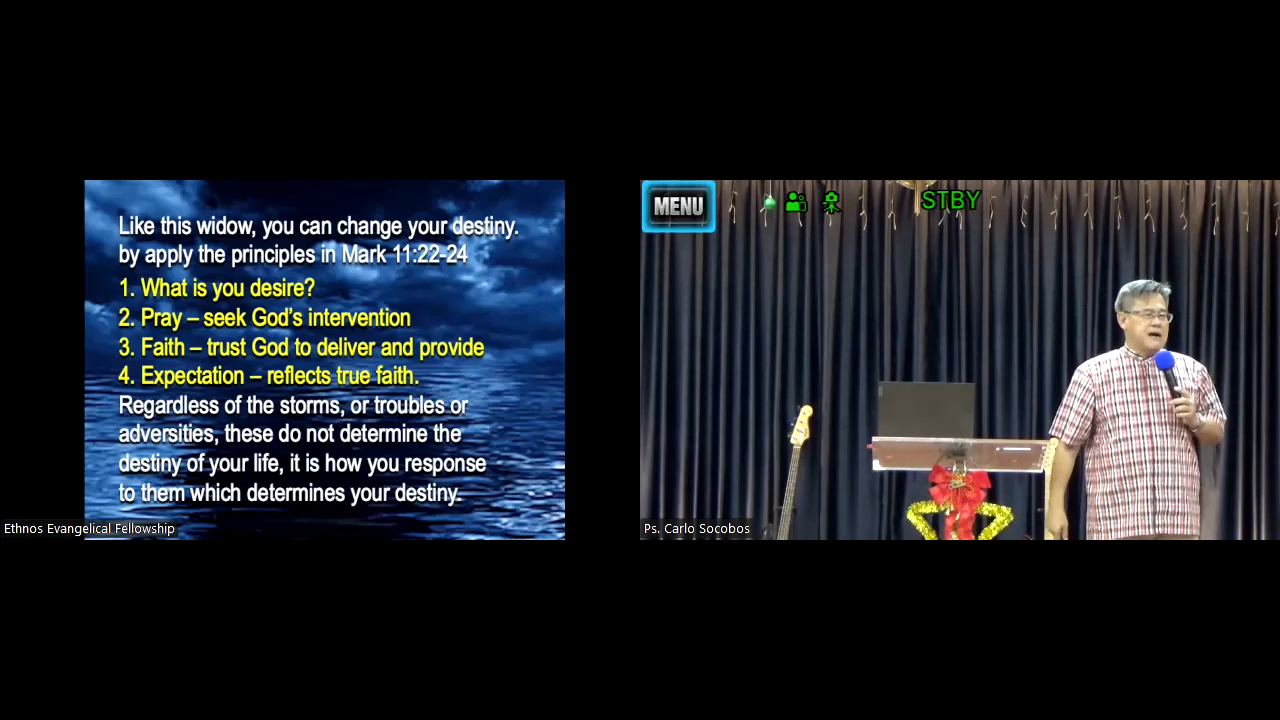 Like this widow, you can change your destiny.
by apply the principles in Mark 11:22-24
1. What is you desire?
2. Pray – seek God's intervention
3. Faith – trust God to deliver and provide
4. Expectation – reflects true faith.
Regardless of the storms, or troubles or
adversities, these do not determine the
destiny of your life, it is how you response
to them which determines your destiny.
Ethnos Evangelical Fellowship
MENU
STBY
Ps. Carlo Socobos